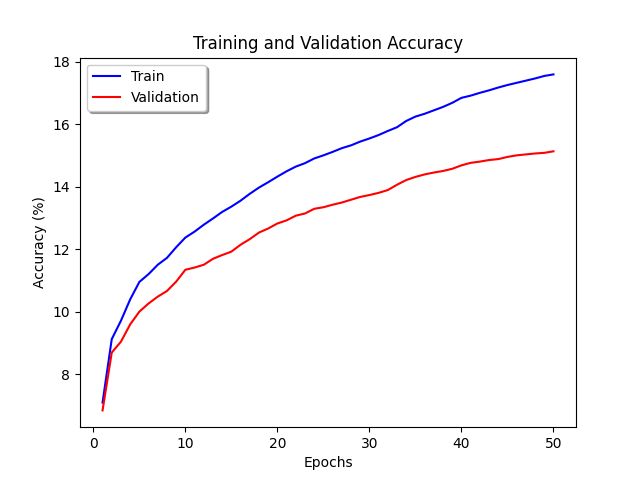 Training and Validation Accuracy
Train
Validation
18
16
14
12
10
8
Accuracy (%)
0 10 20 30 40 50
Epochs